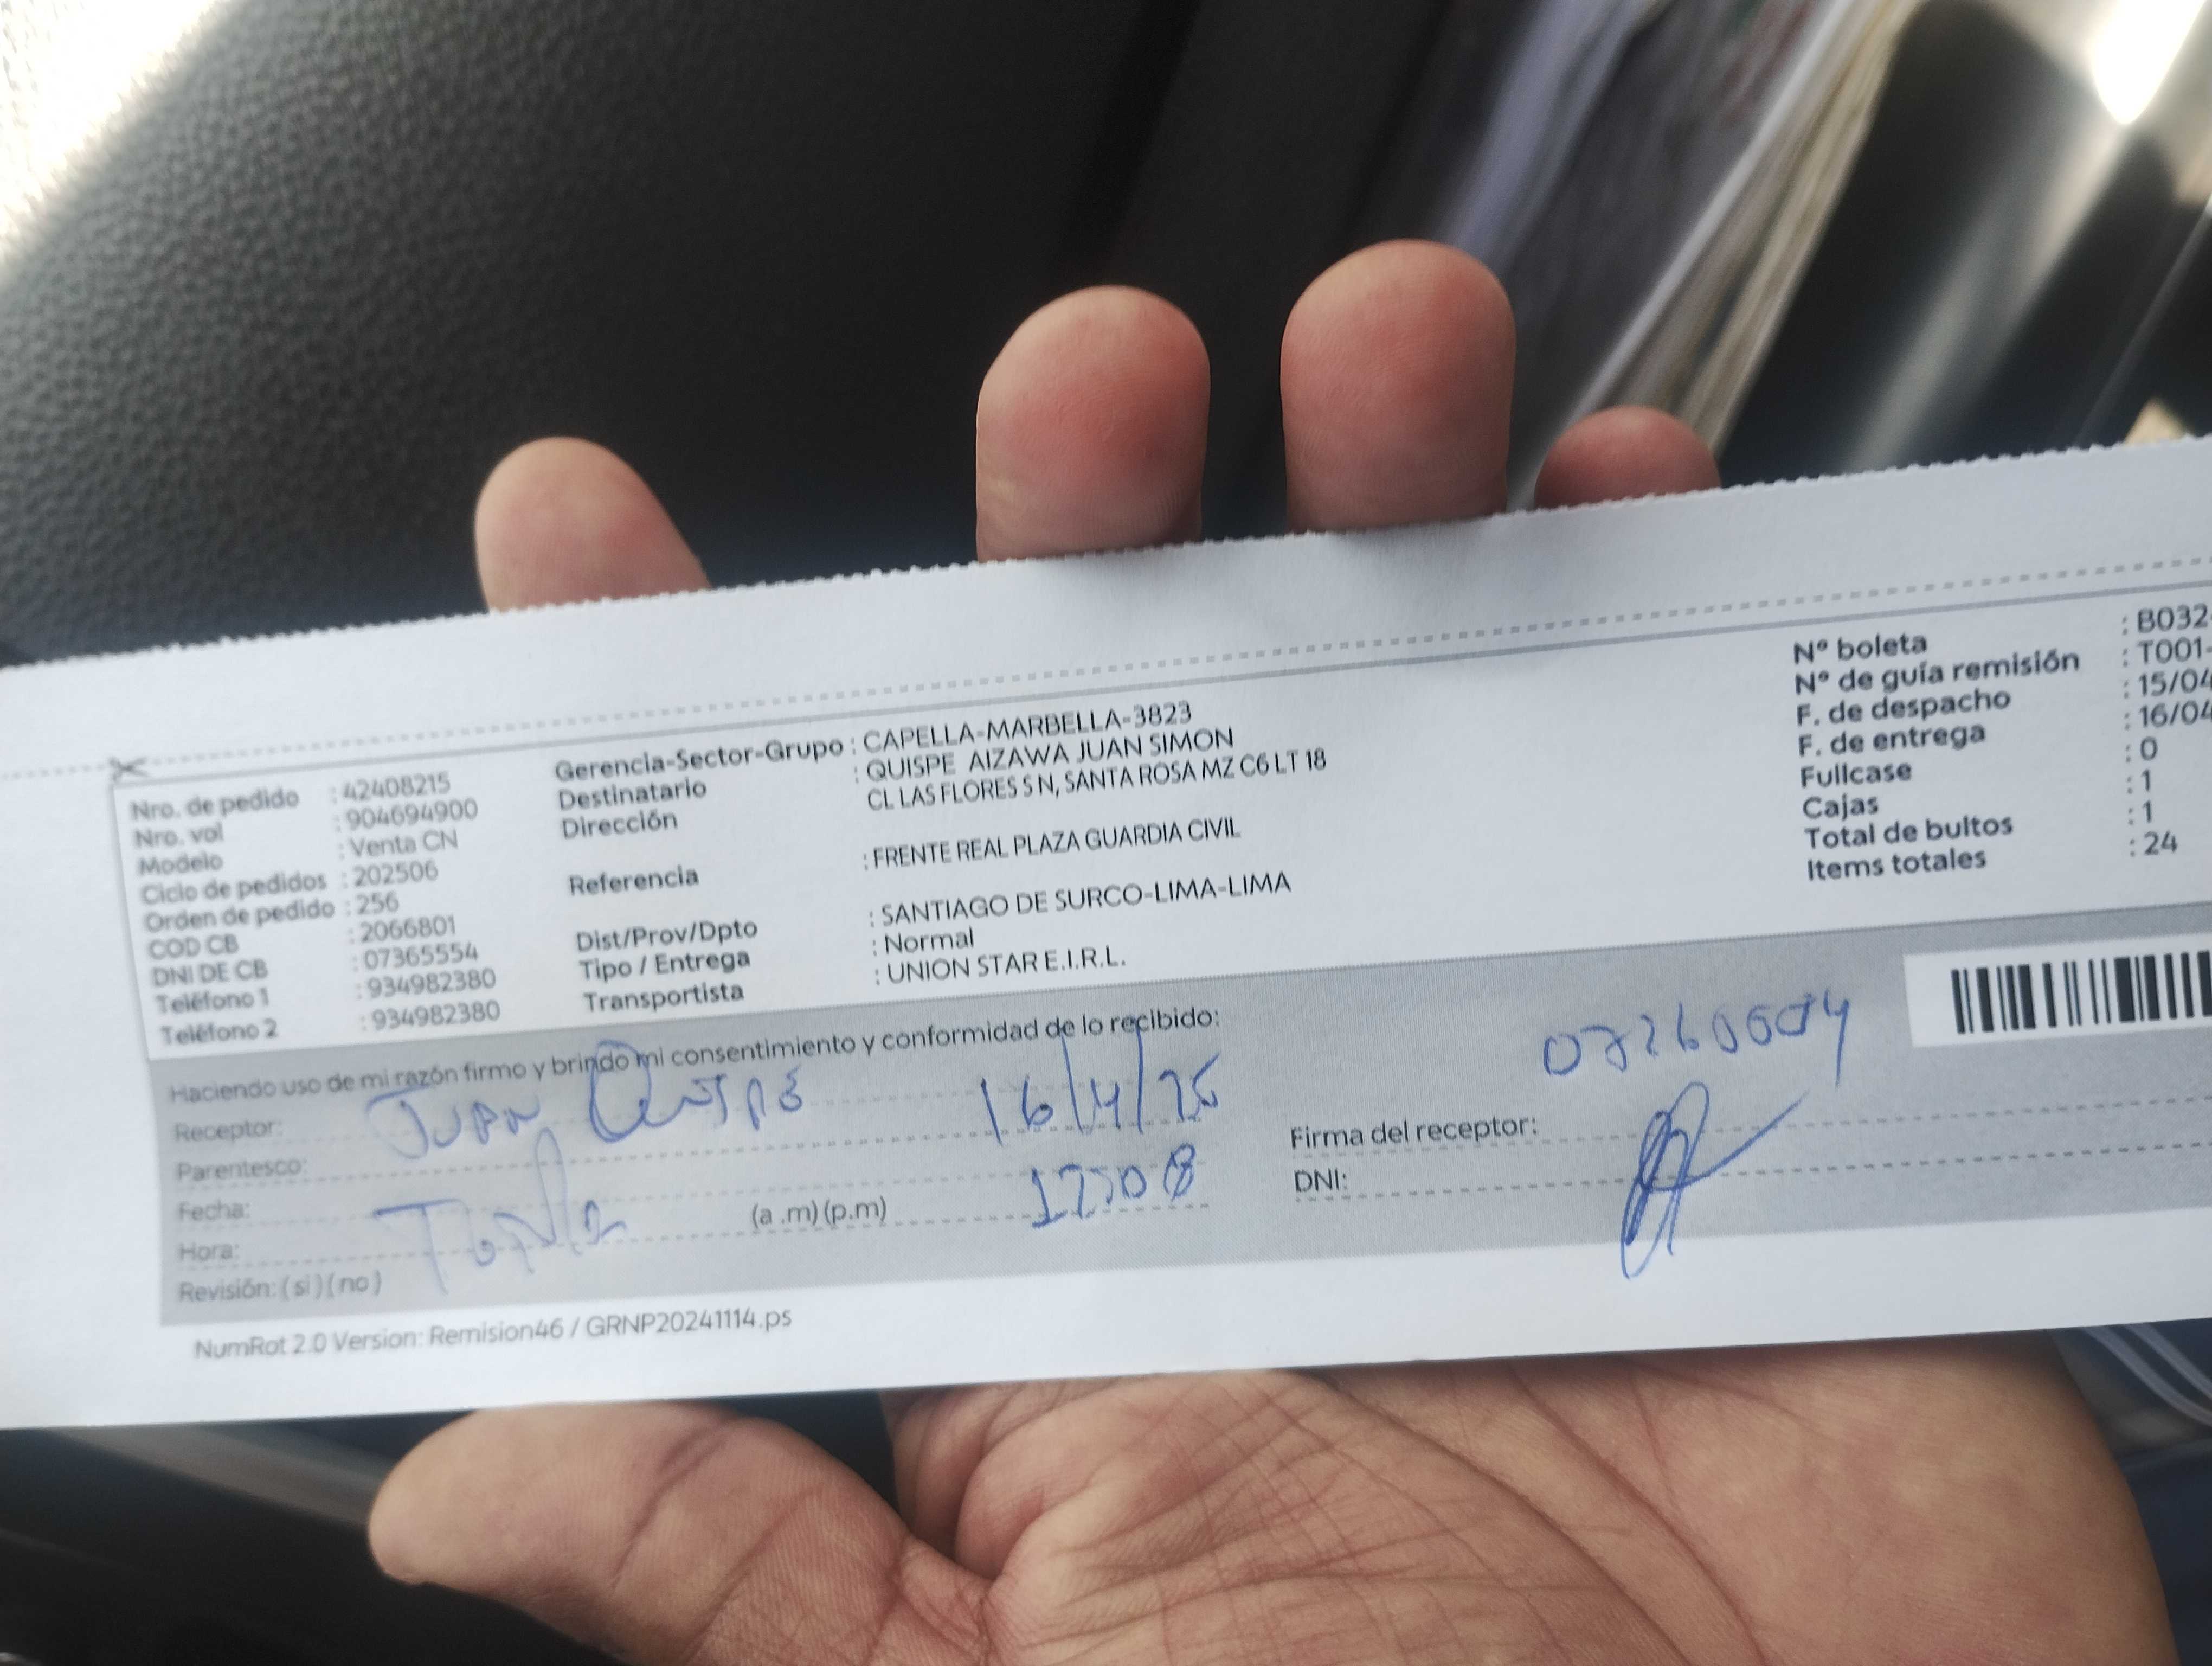 Nro. de pedido : 42408215
Nro. vol : 904694900
Modelo : Venta CN
Ciclo de pedidos : 202506
Orden de pedido : 256
COD CB : 2066801
DNI DE CB : 07365554
Teléfono 1 : 934982380
Teléfono 2 : 934982380
Gerencia-Sector-Grupo : CAPELLA-MARBELLA-3823
Destinatario : QUISPE AIZAWA JUAN SIMON
Dirección CL LAS FLORES S N, SANTA ROSA MZ C6 LT 18
Referencia : FRENTE REAL PLAZA GUARDIA CIVIL
Dist/Prov/Dpto : SANTIAGO DE SURCO-LIMA-LIMA
Tipo / Entrega : Normal
Transportista : UNION STAR E.I.R.L.
Nº boleta : B032-
Nº de guía remisión : T001-
F. de despacho : 15/04
F. de entrega : 16/04
Fullcase : 0
Cajas : 1
Total de bultos : 1
Items totales : 24
Haciendo uso de mi razón firmo y brindo mi consentimiento y conformidad de lo recibido:
Receptor: Juan Quispe 16/4/25
Parentesco:
Fecha:
Hora: (a .m) (p.m)
Revisión: ( si ) ( no )
Firma del receptor:
DNI:
NumRot 2.0 Version: Remision46 / GRNP20241114.ps